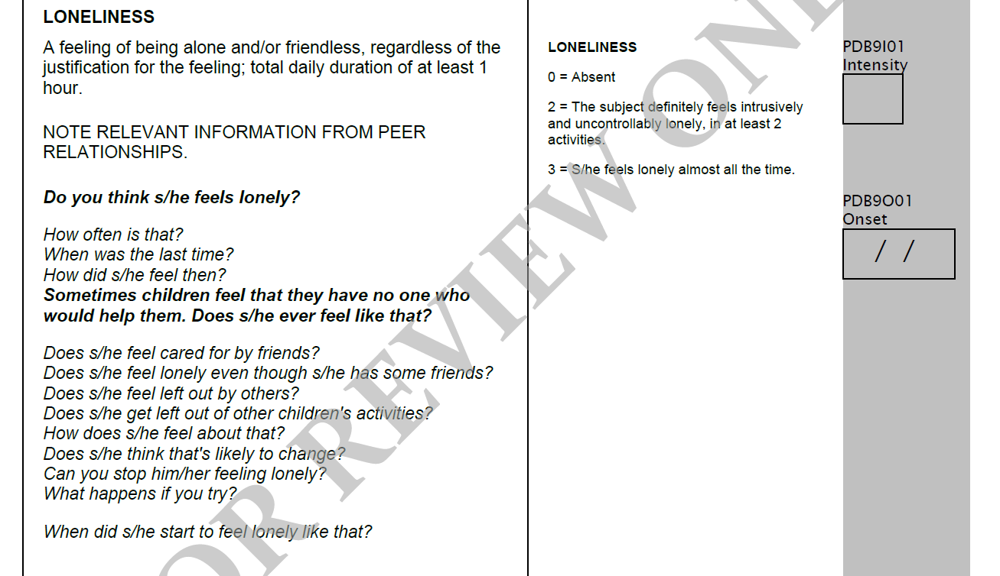 LONELINESS
A feeling of being alone and/or friendless, regardless of the
justification for the feeling; total daily duration of at least 1
hour.
NOTE RELEVANT INFORMATION FROM PEER
RELATIONSHIPS.
Do you think s/he feels lonely?
How often is that?
When was the last time?
How did s/he feel then?
Sometimes children feel that they have no one who
would help them. Does s/he ever feel like that?
Does s/he feel cared for by friends?
Does s/he feel lonely even though s/he has some friends?
Does s/he feel left out by others?
Does s/he get left out of other children's activities?
How does s/he feel about that?
Does s/he think that's likely to change?
Can you stop him/her feeling lonely?
What happens if you try?
When did s/he start to feel lonely like that?
LONELINESS
0 = Absent
2 = The subject definitely feels intrusively
and uncontrollably lonely, in at least 2
activities.
3 = S/he feels lonely almost all the time.
PDB9I01
Intensity
PDB9O01
Onset
/ /
OR REVIEW ONL